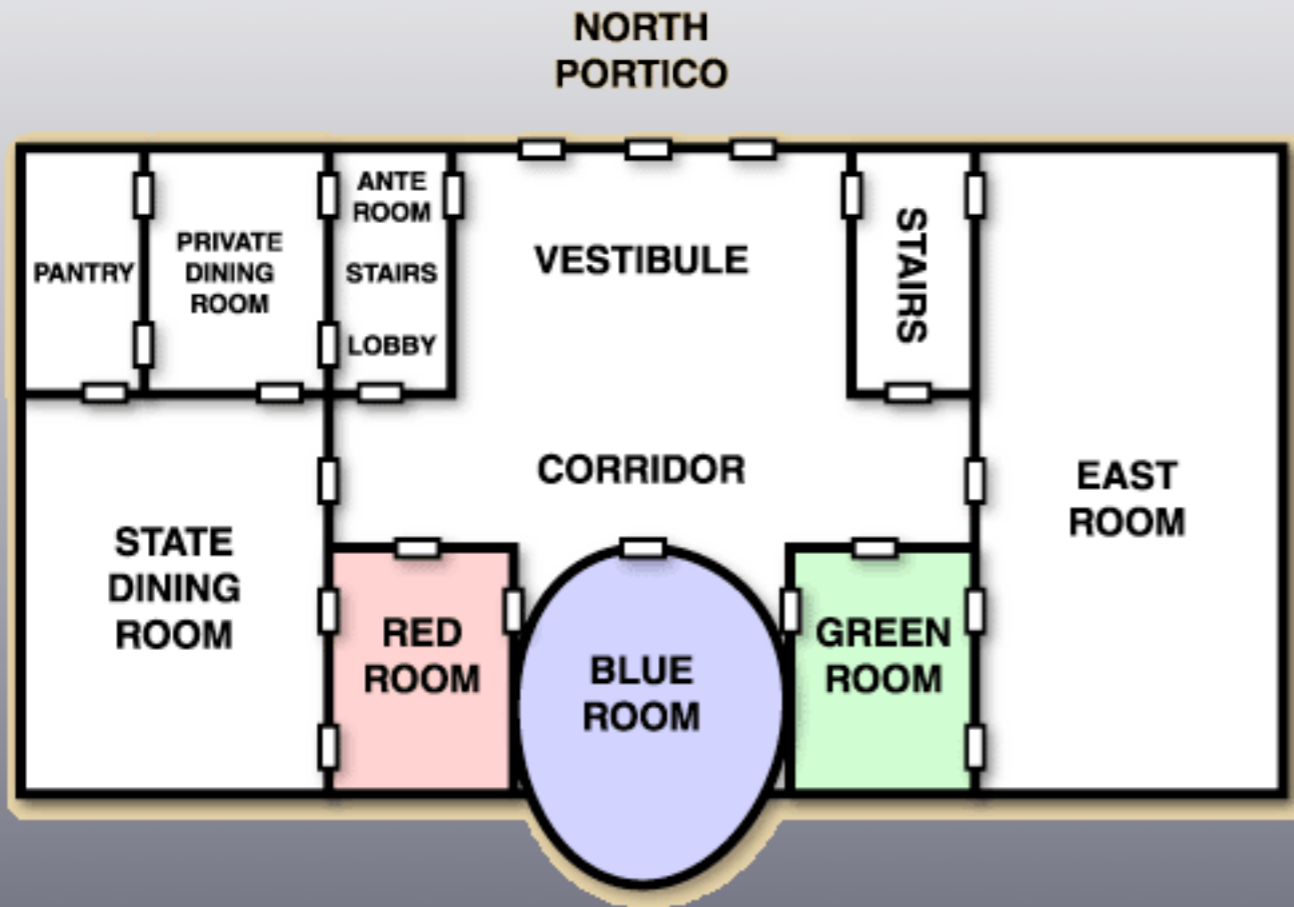 NORTH
PORTICO
ANTE
ROOM
PRIVATE
DINING
ROOM
PANTRY
STAIRS
LOBBY
VESTIBULE
STAIRS
CORRIDOR
EAST
ROOM
STATE
DINING
ROOM
RED
ROOM
BLUE
ROOM
GREEN
ROOM